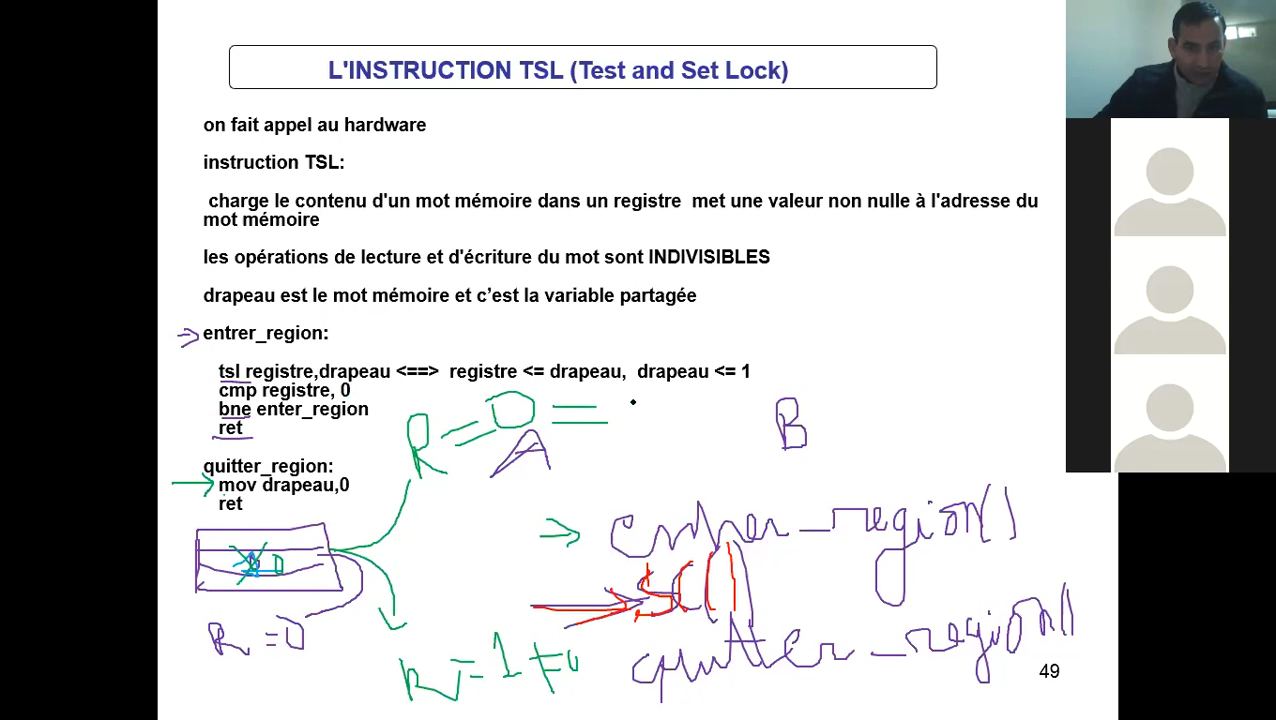 L'INSTRUCTION TSL (Test and Set Lock)
on fait appel au hardware
instruction TSL:
charge le contenu d'un mot mémoire dans un registre met une valeur non nulle à l'adresse du
mot mémoire
les opérations de lecture et d'écriture du mot sont INDIVISIBLES
drapeau est le mot mémoire et c'est la variable partagée
entrer_region:
tsl registre,drapeau <==> registre <= drapeau, drapeau <= 1
cmp registre, 0
bne enter_region
ret
R = 0 =
A
B
quitter_region:
mov drapeau,0
ret
entrer_region()
SC()
R = 0
R = 1 ≠ 0
quitter_region()
49